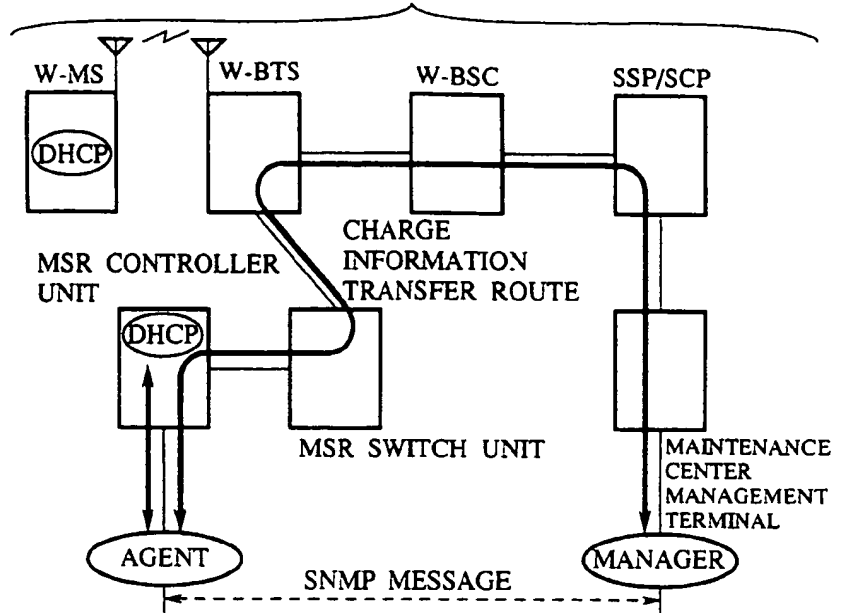 W-MS
W-BTS
W-BSC
SSP/SCP
DHCP
CHARGE
INFORMATION
TRANSFER ROUTE
MSR CONTROLLER
UNIT
DHCP
MSR SWITCH UNIT
MAINTENANCE
CENTER
MANAGEMENT
TERMINAL
AGENT
MANAGER
SNMP MESSAGE